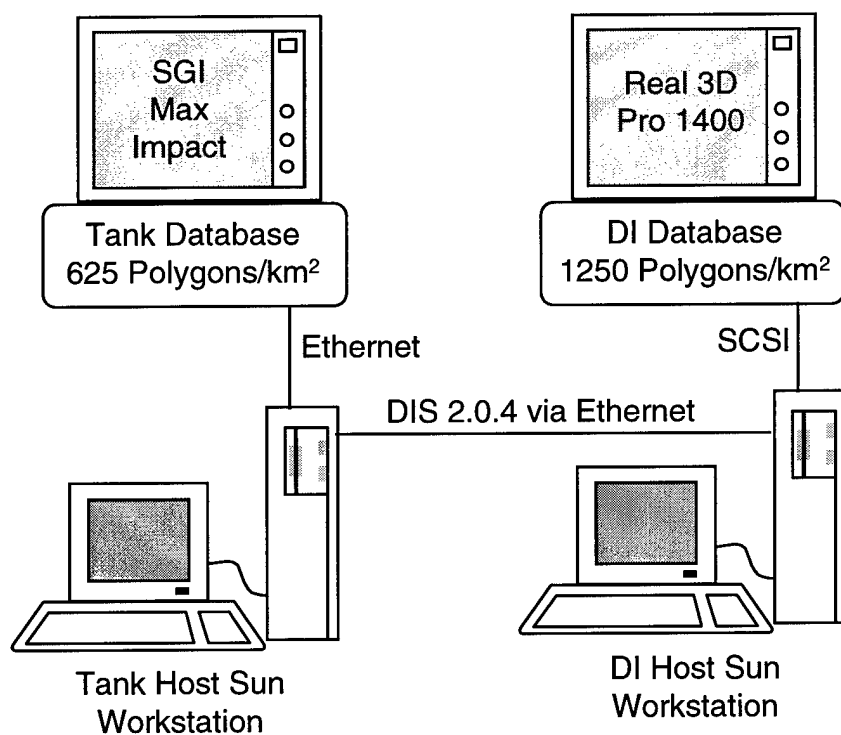 SGI
Max
Impact
Real 3D
Pro 1400
Tank Database
625 Polygons/km²
DI Database
1250 Polygons/km²
Ethernet
SCSI
DIS 2.0.4 via Ethernet
Tank Host Sun
Workstation
DI Host Sun
Workstation